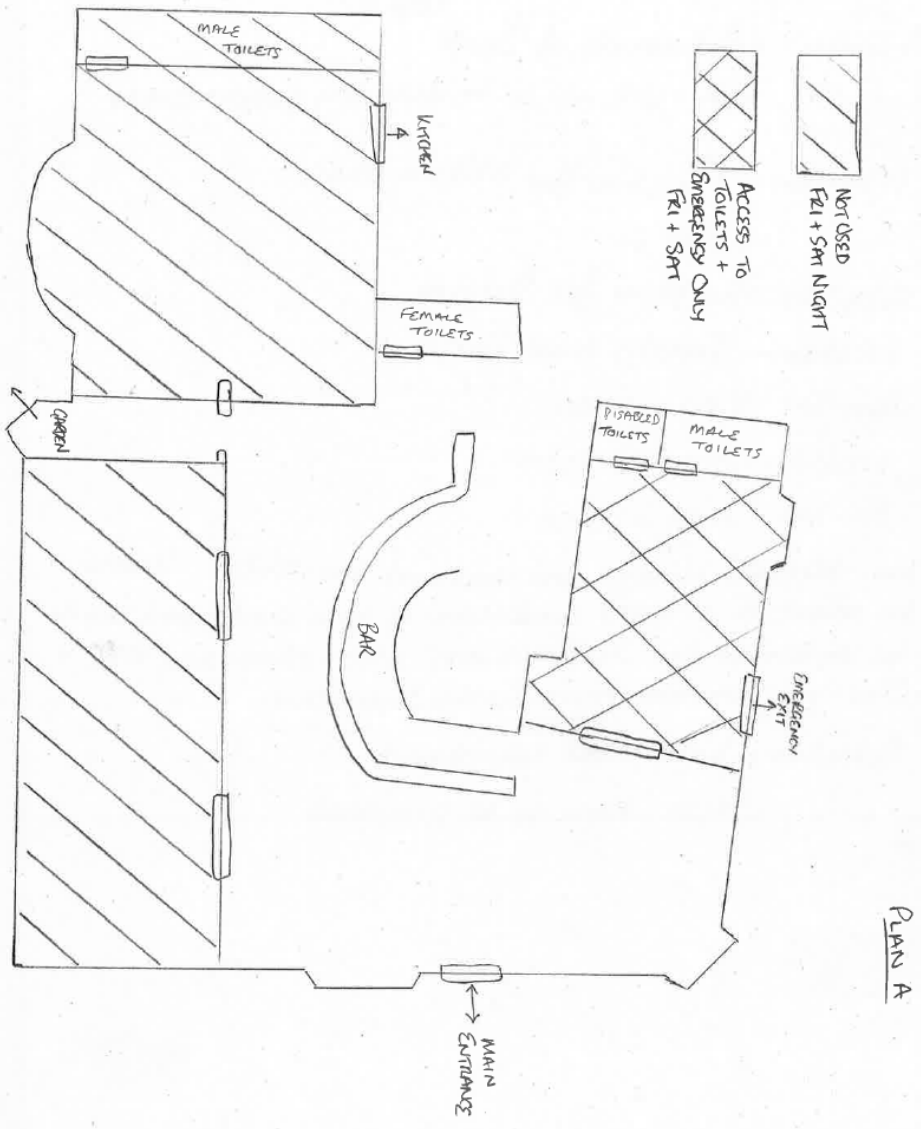 PLAN A
NOT USED
FRI + SAT NIGHT
ACCESS TO
TOILETS +
EMERGENCY ONLY
FRI + SAT
MALE
TOILETS
KITCHEN
FEMALE
TOILETS
GARDEN
DISABLED
TOILETS
MALE
TOILETS
EMERGENCY
EXIT
BAR
MAIN
ENTRANCE